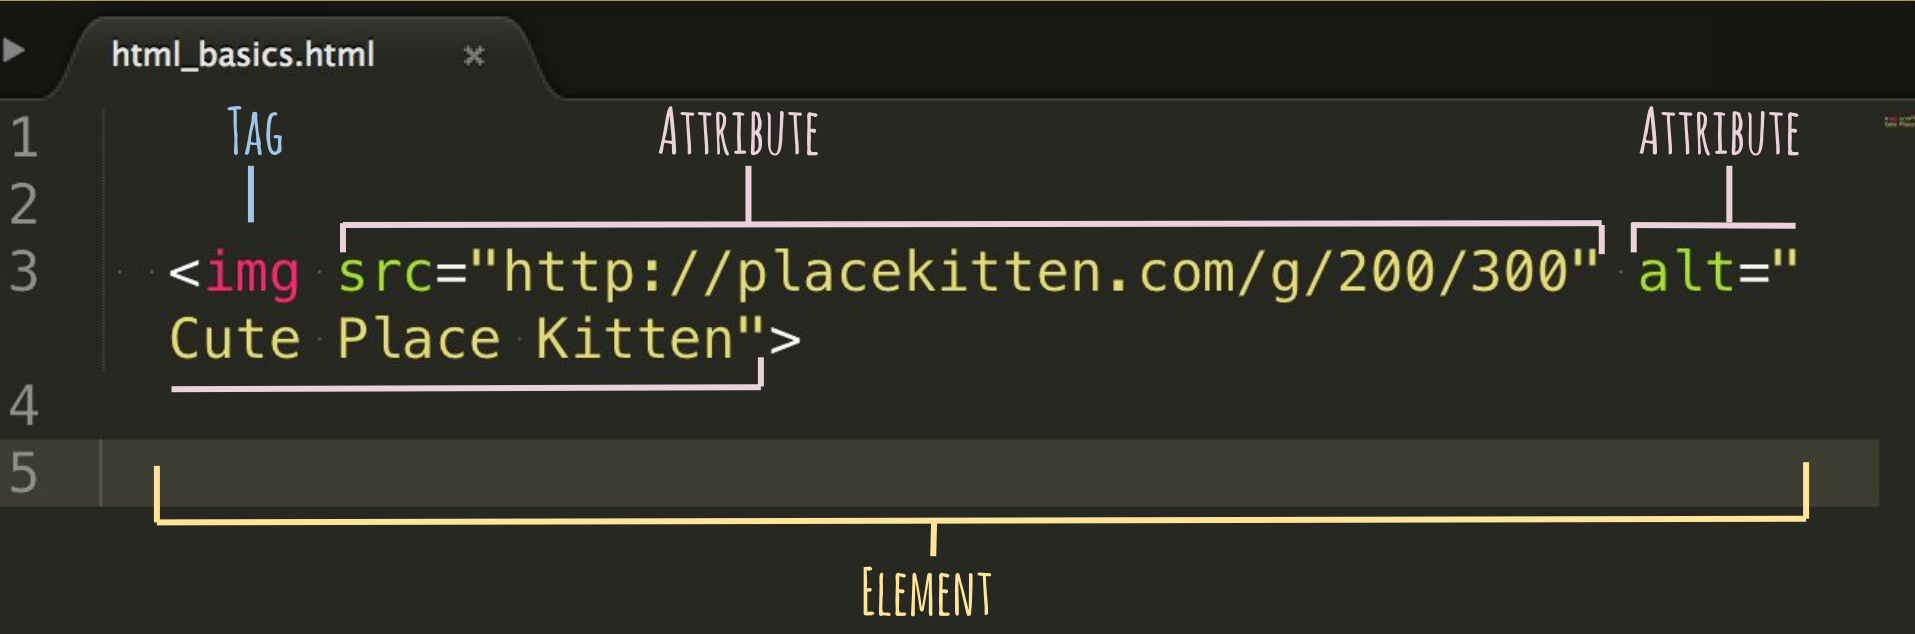 html_basics.html
TAG
ATTRIBUTE
ATTRIBUTE
1
2
3 <img src="http://placekitten.com/g/200/300" alt="
Cute Place Kitten">
4
5
ELEMENT